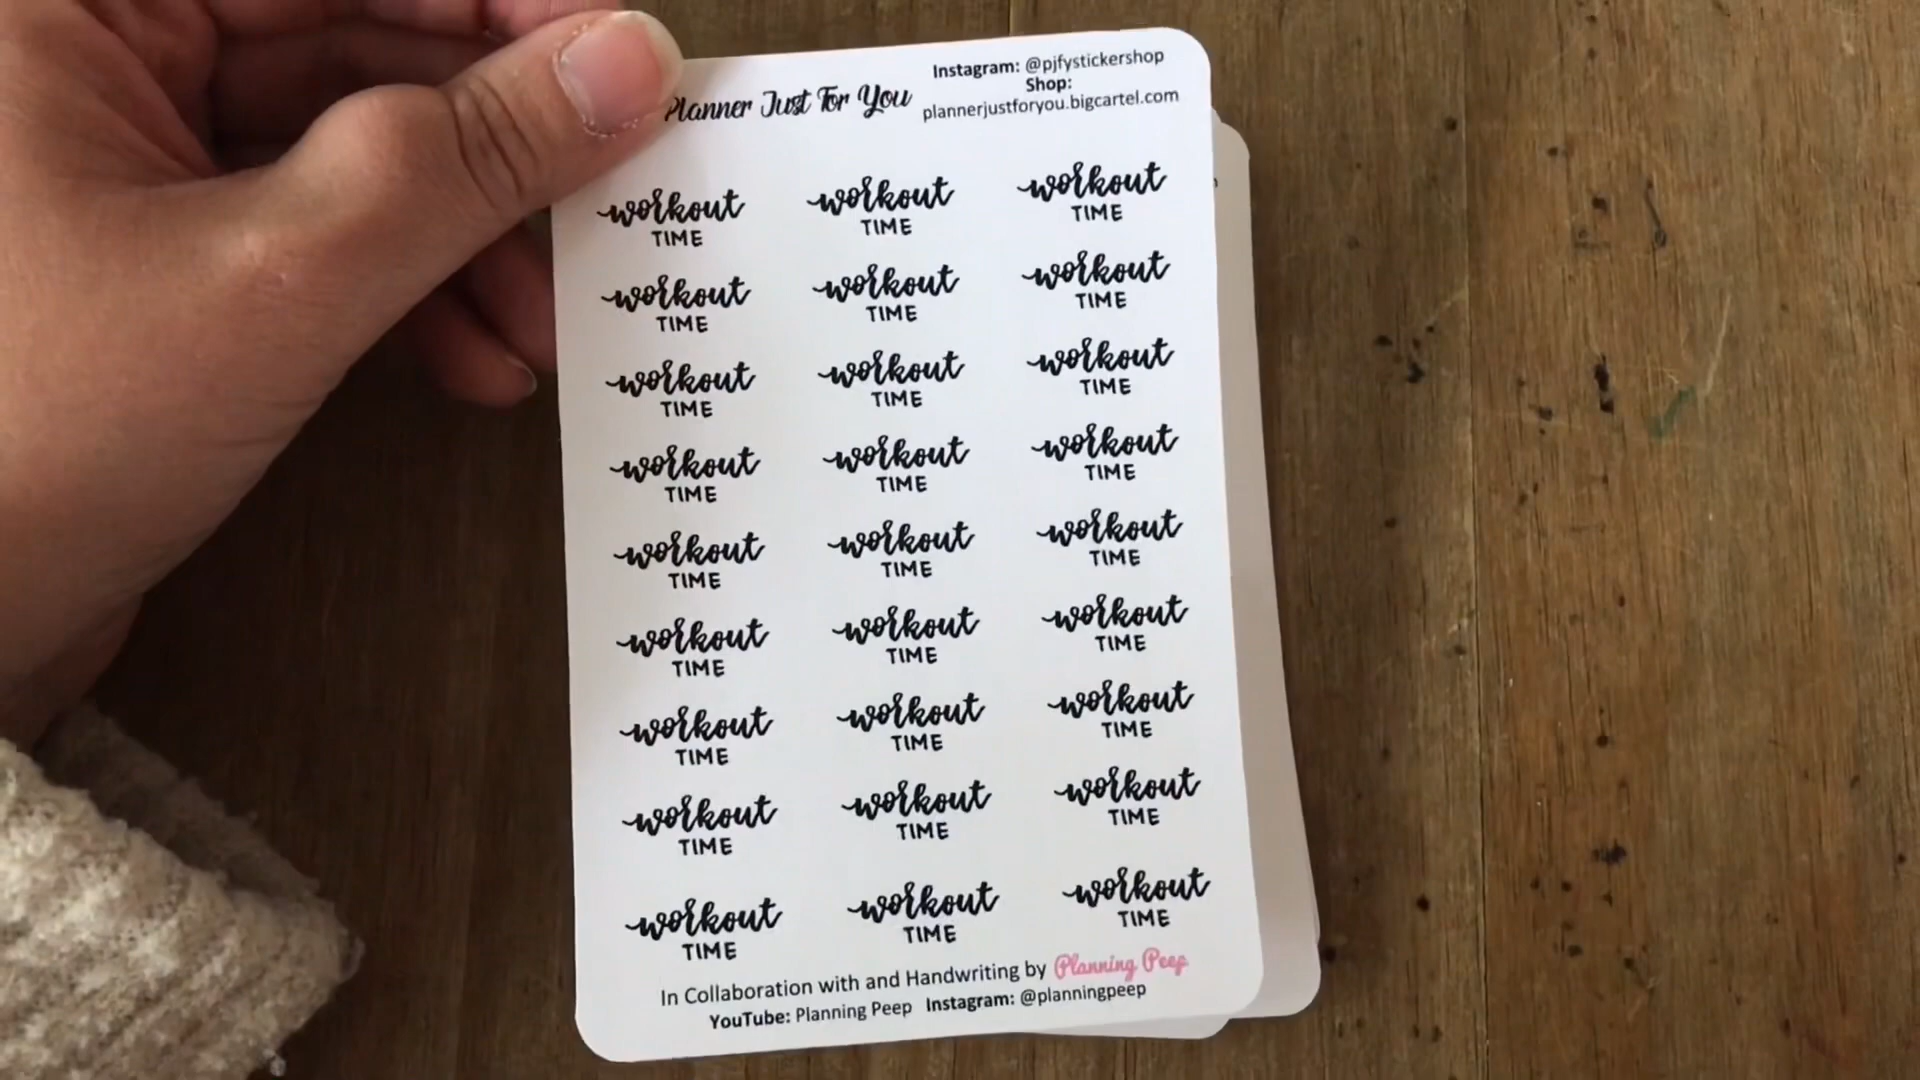 Planner Just For You
Instagram: @pjfystickershop
Shop:
plannerjustforyou.bigcartel.com
workout workout workout
TIME TIME TIME
workout workout workout
TIME TIME TIME
workout workout workout
TIME TIME TIME
workout workout workout
TIME TIME TIME
workout workout workout
TIME TIME TIME
workout workout workout
TIME TIME TIME
workout workout workout
TIME TIME TIME
workout workout workout
TIME TIME TIME
workout workout workout
TIME TIME TIME
In Collaboration with and Handwriting by Planning Peep
YouTube: Planning Peep Instagram: @planningpeep